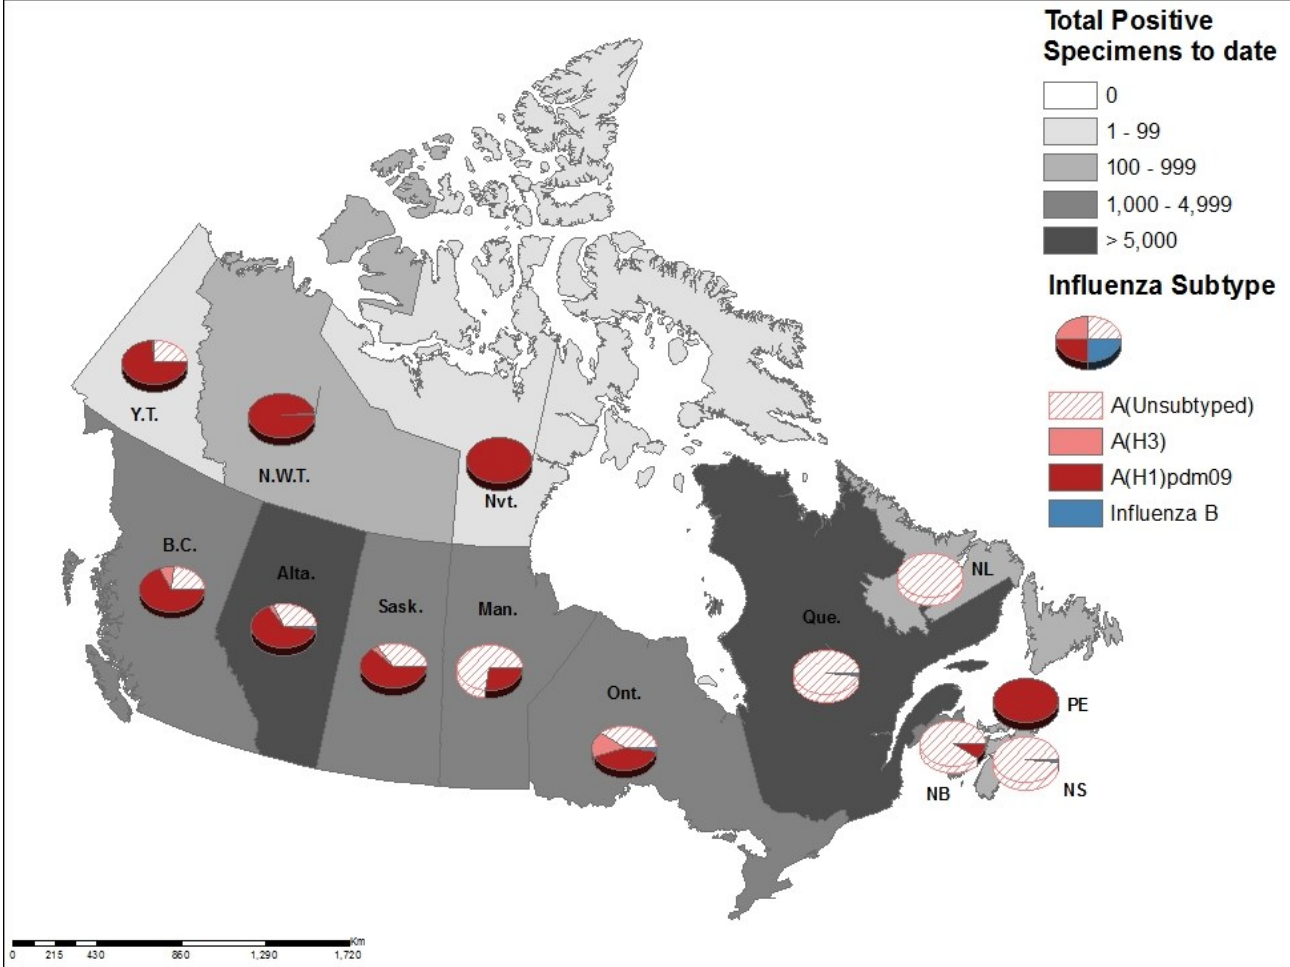 Total Positive
Specimens to date
0
1 - 99
100 - 999
1,000 - 4,999
> 5,000
Influenza Subtype
A(Unsubtyped)
A(H3)
A(H1)pdm09
Influenza B
Y.T.
N.W.T.
Nvt.
B.C.
Alta.
Sask.
Man.
Ont.
Que.
NL
PE
NB
NS
Km
0 215 430 860 1,290 1,720